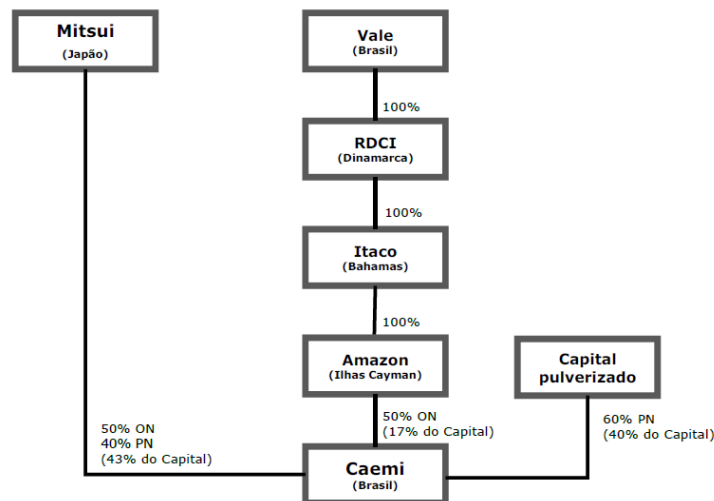 Mitsui
(Japão)
Vale
(Brasil)
100%
RDCI
(Dinamarca)
100%
Itaco
(Bahamas)
100%
Amazon
(Ilhas Cayman)
Capital
pulverizado
50% ON
40% PN
(43% do Capital)
50% ON
(17% do Capital)
60% PN
(40% do Capital)
Caemi
(Brasil)